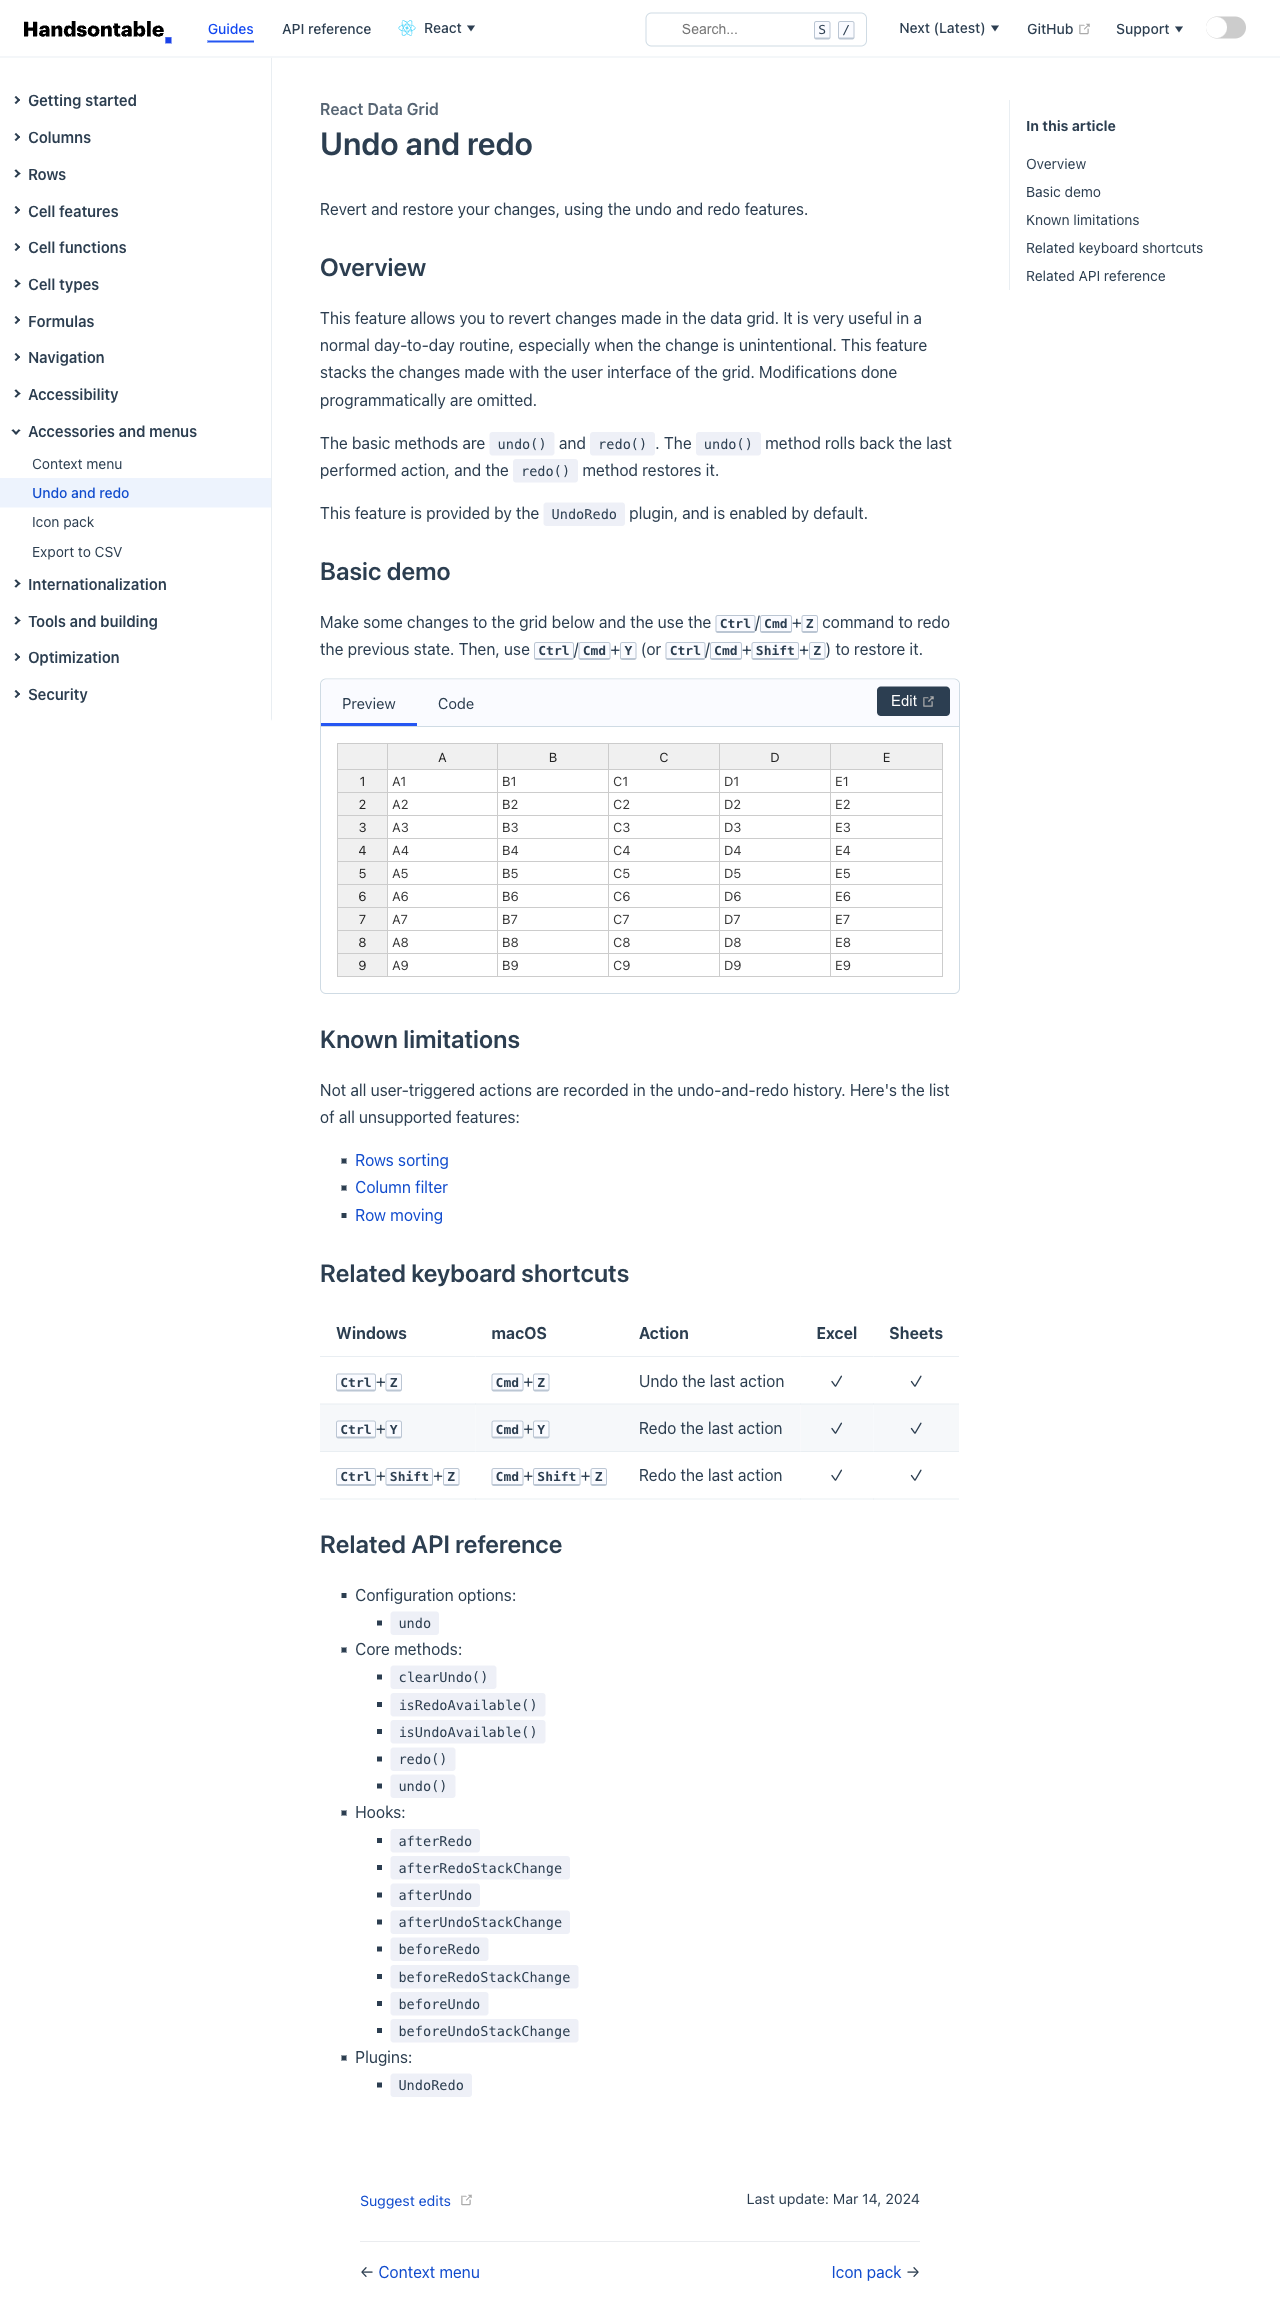 Handsontable
Guides
API reference
React
Search...
S
/
Next (Latest)
GitHub
Support
Getting started
Columns
Rows
Cell features
Cell functions
Cell types
Formulas
Navigation
Accessibility
Accessories and menus
Context menu
Undo and redo
Icon pack
Export to CSV
Internationalization
Tools and building
Optimization
Security
React Data Grid
Undo and redo
Revert and restore your changes, using the undo and redo features.
Overview
This feature allows you to revert changes made in the data grid. It is very useful in a
normal day-to-day routine, especially when the change is unintentional. This feature
stacks the changes made with the user interface of the grid. Modifications done
programmatically are omitted.
The basic methods are undo() and redo(). The undo() method rolls back the last
performed action, and the redo() method restores it.
This feature is provided by the UndoRedo plugin, and is enabled by default.
Basic demo
Make some changes to the grid below and the use the Ctrl/Cmd+Z command to redo
the previous state. Then, use Ctrl/Cmd+Y (or Ctrl/Cmd+Shift+Z) to restore it.
Preview Code Edit
A B C D E
1 A1 B1 C1 D1 E1
2 A2 B2 C2 D2 E2
3 A3 B3 C3 D3 E3
4 A4 B4 C4 D4 E4
5 A5 B5 C5 D5 E5
6 A6 B6 C6 D6 E6
7 A7 B7 C7 D7 E7
8 A8 B8 C8 D8 E8
9 A9 B9 C9 D9 E9
Known limitations
Not all user-triggered actions are recorded in the undo-and-redo history. Here's the list
of all unsupported features:
Rows sorting
Column filter
Row moving
Related keyboard shortcuts
Windows macOS Action Excel Sheets
Ctrl+Z Cmd+Z Undo the last action ✓ ✓
Ctrl+Y Cmd+Y Redo the last action ✓ ✓
Ctrl+Shift+Z Cmd+Shift+Z Redo the last action ✓ ✓
Related API reference
Configuration options:
undo
Core methods:
clearUndo()
isRedoAvailable()
isUndoAvailable()
redo()
undo()
Hooks:
afterRedo
afterRedoStackChange
afterUndo
afterUndoStackChange
beforeRedo
beforeRedoStackChange
beforeUndo
beforeUndoStackChange
Plugins:
UndoRedo
Suggest edits
Last update: Mar 14, 2024
← Context menu
Icon pack →
In this article
Overview
Basic demo
Known limitations
Related keyboard shortcuts
Related API reference